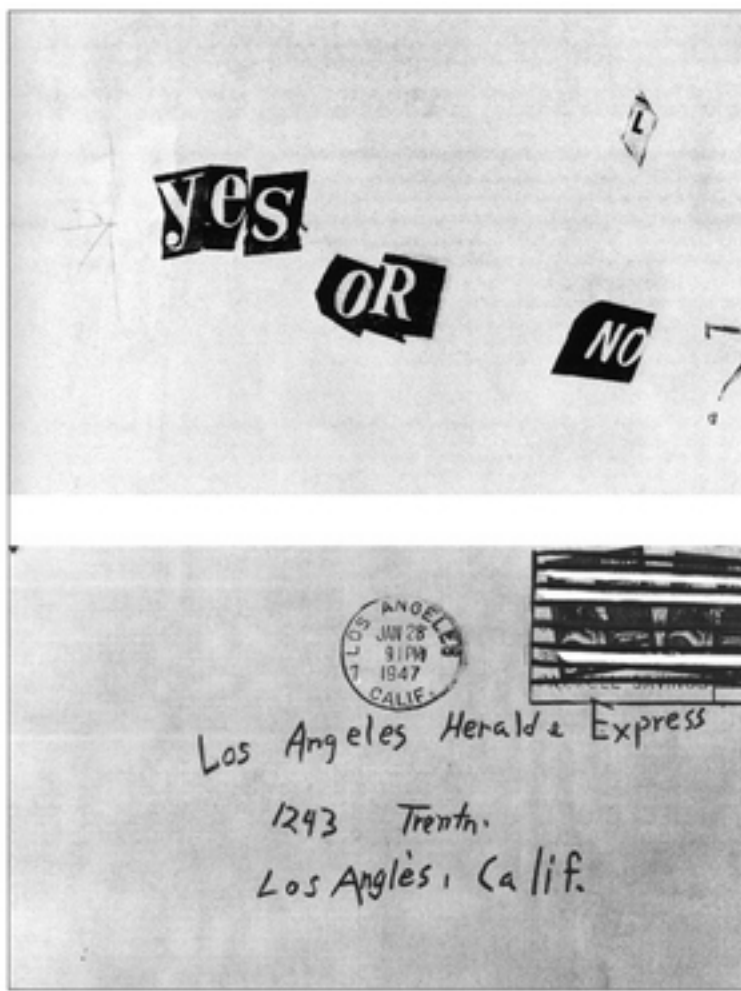 L
yes
OR
NO
?
LOS ANGELES
JAN 28
9 PM
1947
CALIF.
Los Angeles Herald & Express
1243 Trentn.
Los Anglès, Calif.